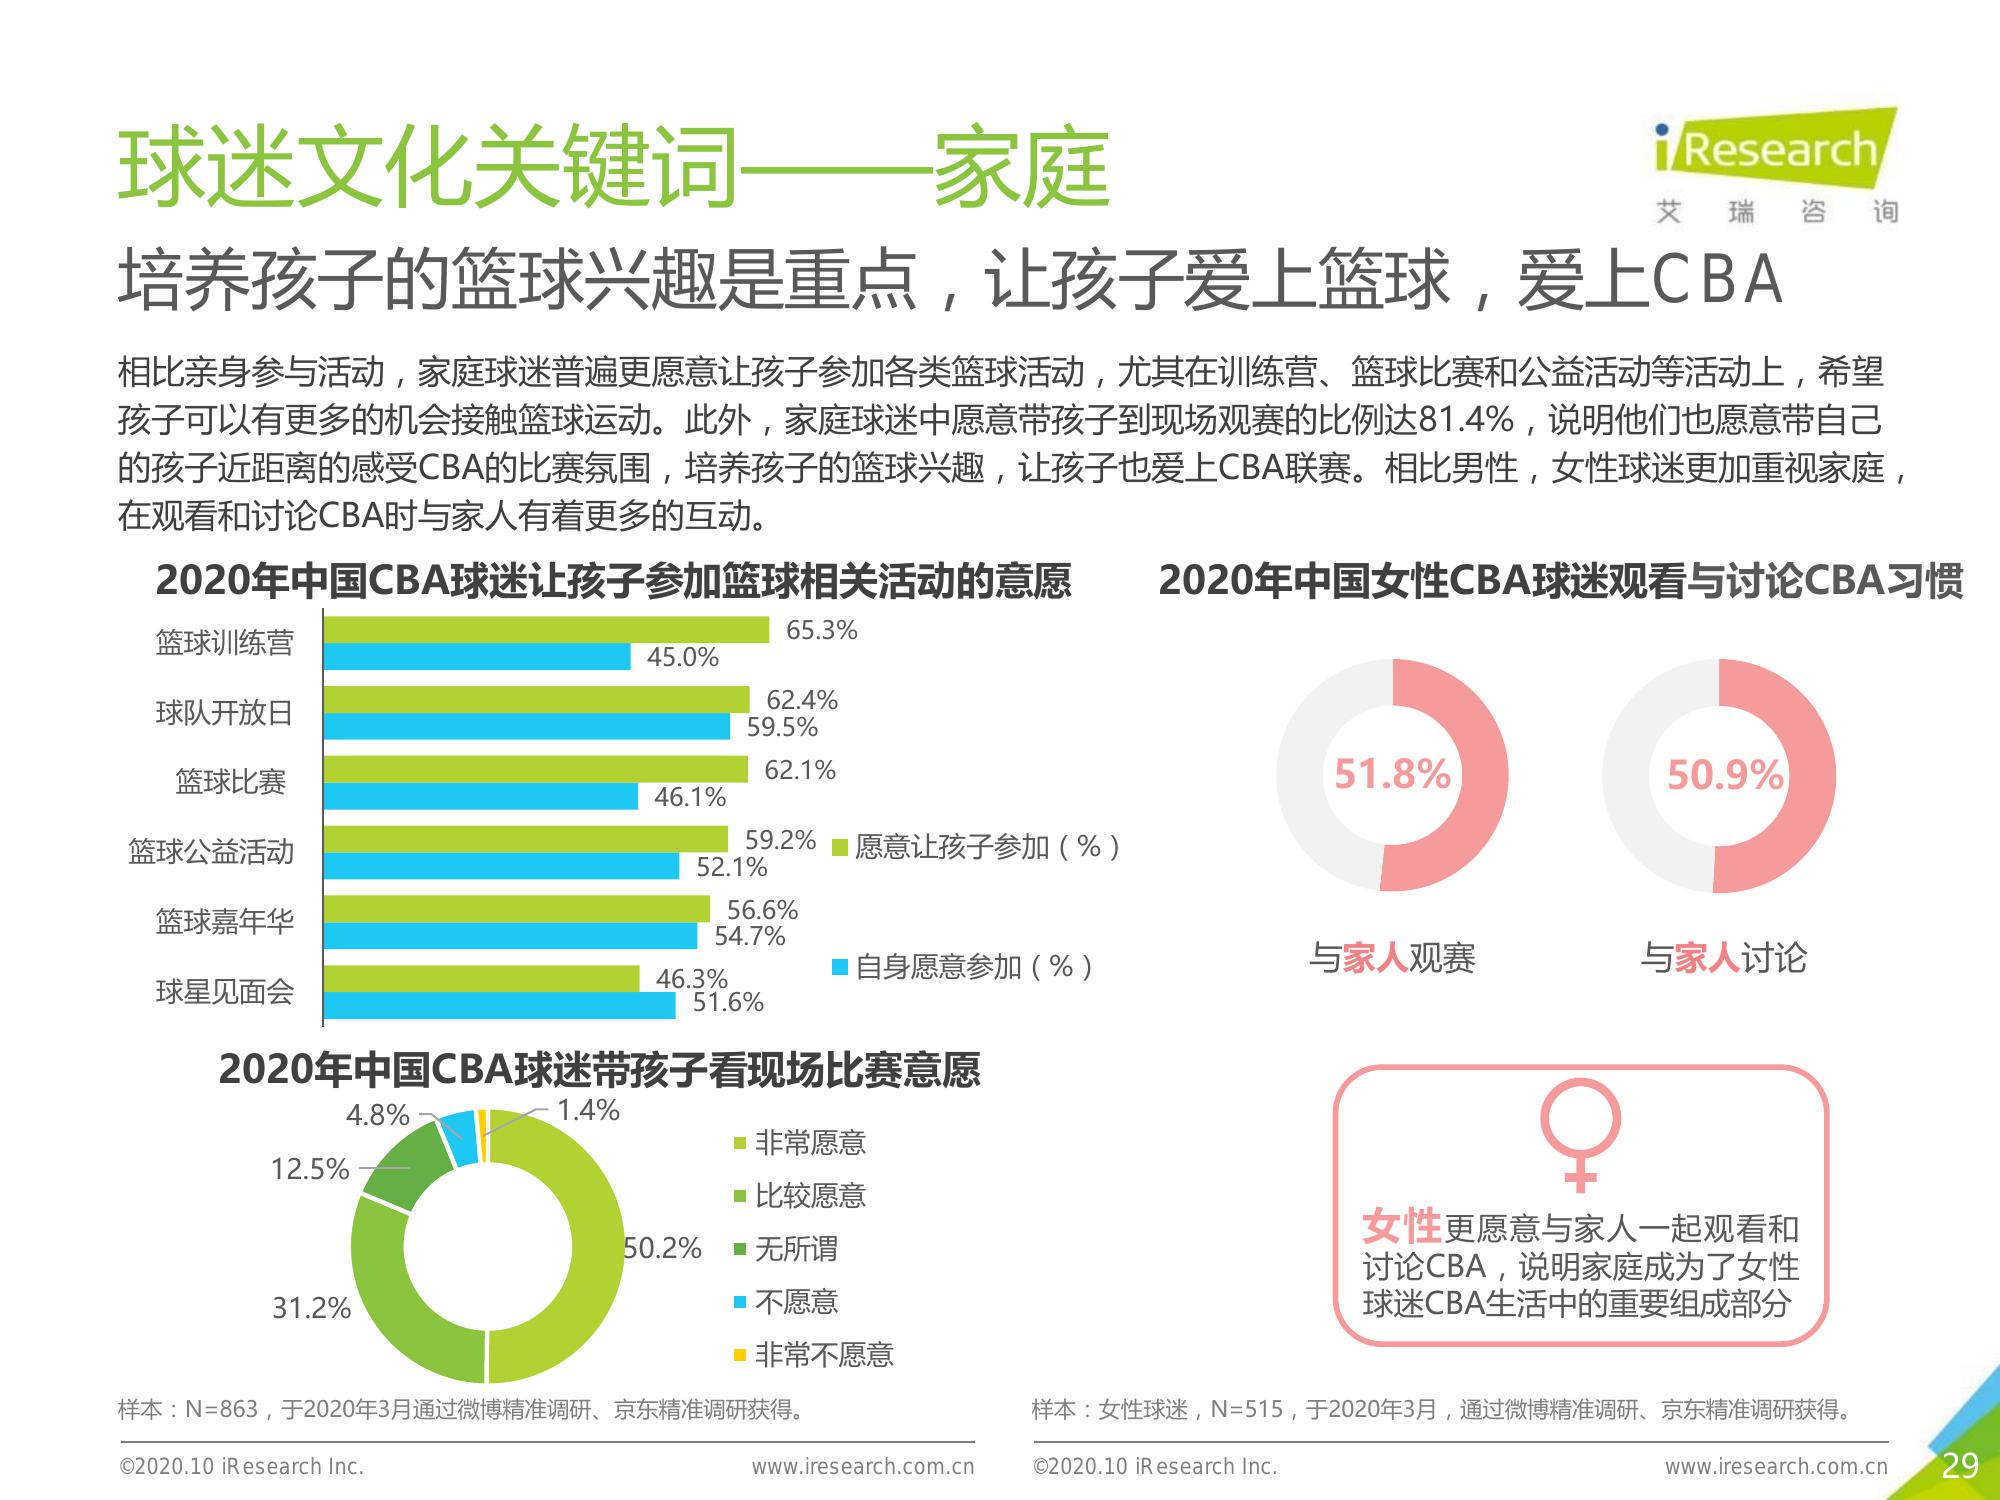 球迷文化关键词——家庭
iResearch
艾瑞咨询
培养孩子的篮球兴趣是重点，让孩子爱上篮球，爱上CBA
相比亲身参与活动，家庭球迷普遍更愿意让孩子参加各类篮球活动，尤其在训练营、篮球比赛和公益活动等活动上，希望
孩子可以有更多的机会接触篮球运动。此外，家庭球迷中愿意带孩子到现场观赛的比例达81.4%，说明他们也愿意带自己
的孩子近距离的感受CBA的比赛氛围，培养孩子的篮球兴趣，让孩子也爱上CBA联赛。相比男性，女性球迷更加重视家庭，
在观看和讨论CBA时与家人有着更多的互动。
2020年中国CBA球迷让孩子参加篮球相关活动的意愿
篮球训练营
65.3%
45.0%
球队开放日
62.4%
59.5%
篮球比赛
62.1%
46.1%
篮球公益活动
59.2%
52.1%
篮球嘉年华
56.6%
54.7%
球星见面会
46.3%
51.6%
愿意让孩子参加（%）
自身愿意参加（%）
2020年中国CBA球迷带孩子看现场比赛意愿
4.8%
1.4%
12.5%
50.2%
31.2%
非常愿意
比较愿意
无所谓
不愿意
非常不愿意
样本：N=863，于2020年3月通过微博精准调研、京东精准调研获得。
©2020.10 iResearch Inc.
www.iresearch.com.cn
2020年中国女性CBA球迷观看与讨论CBA习惯
51.8%
50.9%
与家人观赛
与家人讨论
女性更愿意与家人一起观看和
讨论CBA，说明家庭成为了女性
球迷CBA生活中的重要组成部分
样本：女性球迷，N=515，于2020年3月，通过微博精准调研、京东精准调研获得。
©2020.10 iResearch Inc.
www.iresearch.com.cn
29